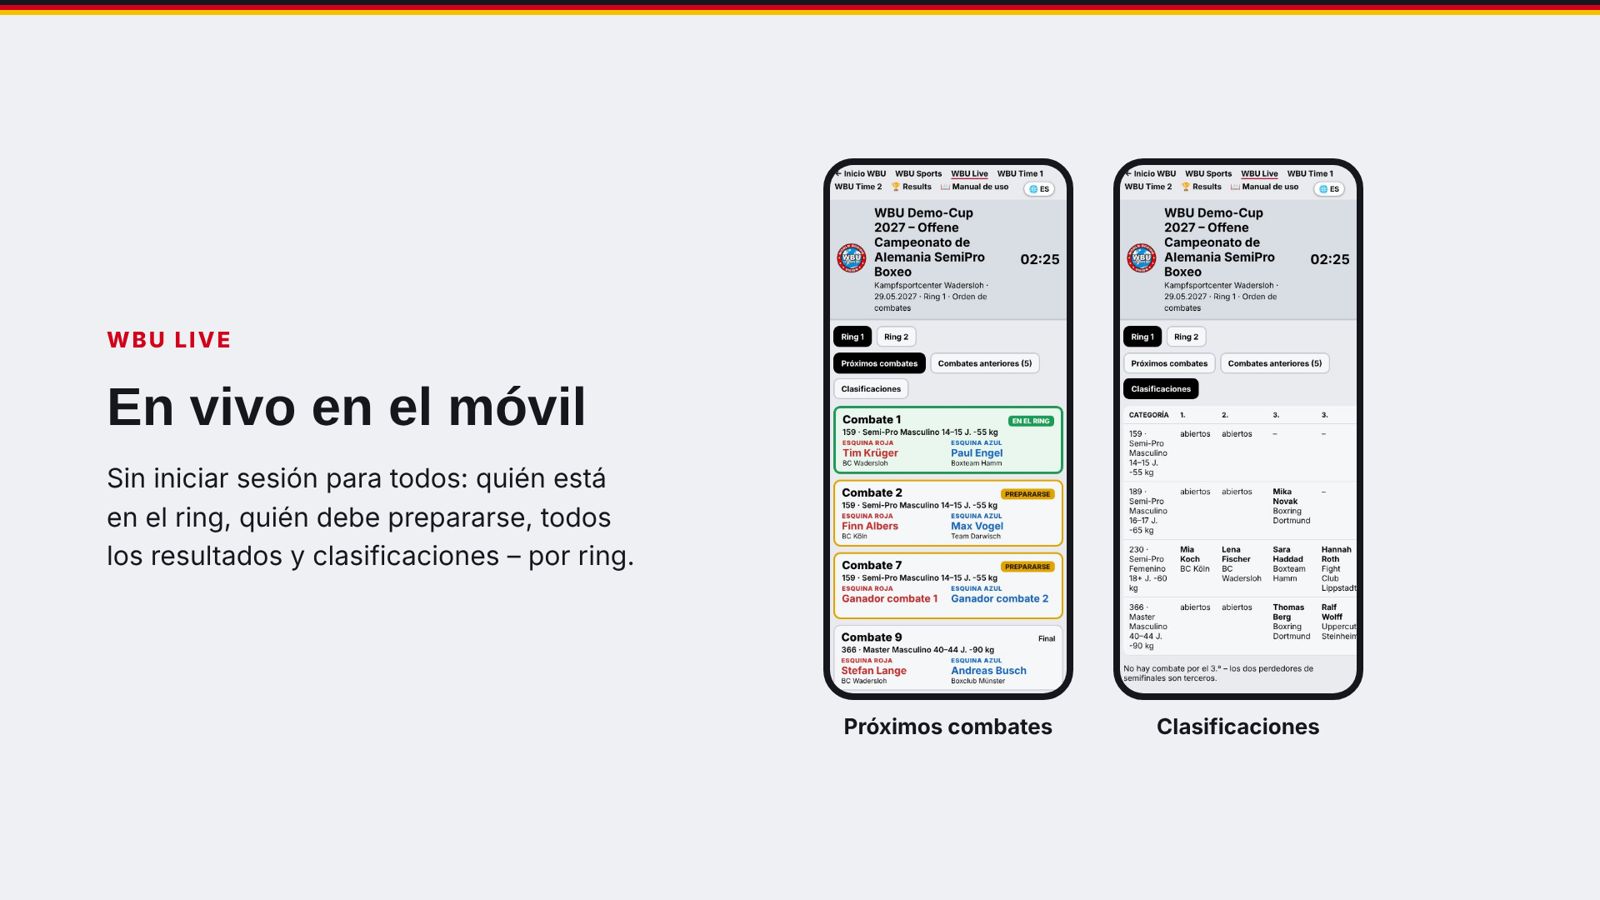 WBU LIVE
En vivo en el móvil
Sin iniciar sesión para todos: quién está
en el ring, quién debe prepararse, todos
los resultados y clasificaciones – por ring.
← Inicio WBU WBU Sports WBU Live WBU Time 1
WBU Time 2 🏆 Results 📖 Manual de uso 🌐 ES
WBU
WBU Demo-Cup
2027 – Offene
Campeonato de
Alemania SemiPro
Boxeo
02:25
Kampfsportcenter Wadersloh ·
29.05.2027 · Ring 1 · Orden de
combates
Ring 1 Ring 2
Próximos combates Combates anteriores (5)
Clasificaciones
Combate 1 EN EL RING
159 · Semi-Pro Masculino 14–15 J. -55 kg
ESQUINA ROJA ESQUINA AZUL
Tim Krüger Paul Engel
BC Wadersloh Boxteam Hamm
Combate 2 PREPARARSE
159 · Semi-Pro Masculino 14–15 J. -55 kg
ESQUINA ROJA ESQUINA AZUL
Finn Albers Max Vogel
BC Köln Team Darwisch
Combate 7 PREPARARSE
159 · Semi-Pro Masculino 14–15 J. -55 kg
ESQUINA ROJA ESQUINA AZUL
Ganador combate 1 Ganador combate 2
Combate 9 Final
366 · Master Masculino 40–44 J. -90 kg
ESQUINA ROJA ESQUINA AZUL
Stefan Lange Andreas Busch
BC Wadersloh Boxclub Münster
Próximos combates
← Inicio WBU WBU Sports WBU Live WBU Time 1
WBU Time 2 🏆 Results 📖 Manual de uso 🌐 ES
WBU
WBU Demo-Cup
2027 – Offene
Campeonato de
Alemania SemiPro
Boxeo
02:25
Kampfsportcenter Wadersloh ·
29.05.2027 · Ring 1 · Orden de
combates
Ring 1 Ring 2
Próximos combates Combates anteriores (5)
Clasificaciones
CATEGORÍA 1. 2. 3. 3.
159 · abiertos abiertos – –
Semi-Pro
Masculino
14–15 J.
-55 kg
189 · abiertos abiertos Mika –
Semi-Pro Novak
Masculino Boxring
16–17 J. Dortmund
-65 kg
230 · Mia Lena Sara Hannah
Semi-Pro Koch Fischer Haddad Roth
Femenino BC Köln BC Boxteam Fight
18+ J. -60 Wadersloh Hamm Club
kg Lippstadt
366 · abiertos abiertos Thomas Ralf
Master Berg Wolff
Masculino Boxring Uppercut
40–44 J. Dortmund Steinheim
-90 kg
No hay combate por el 3.º – los dos perdedores de
semifinales son terceros.
Clasificaciones